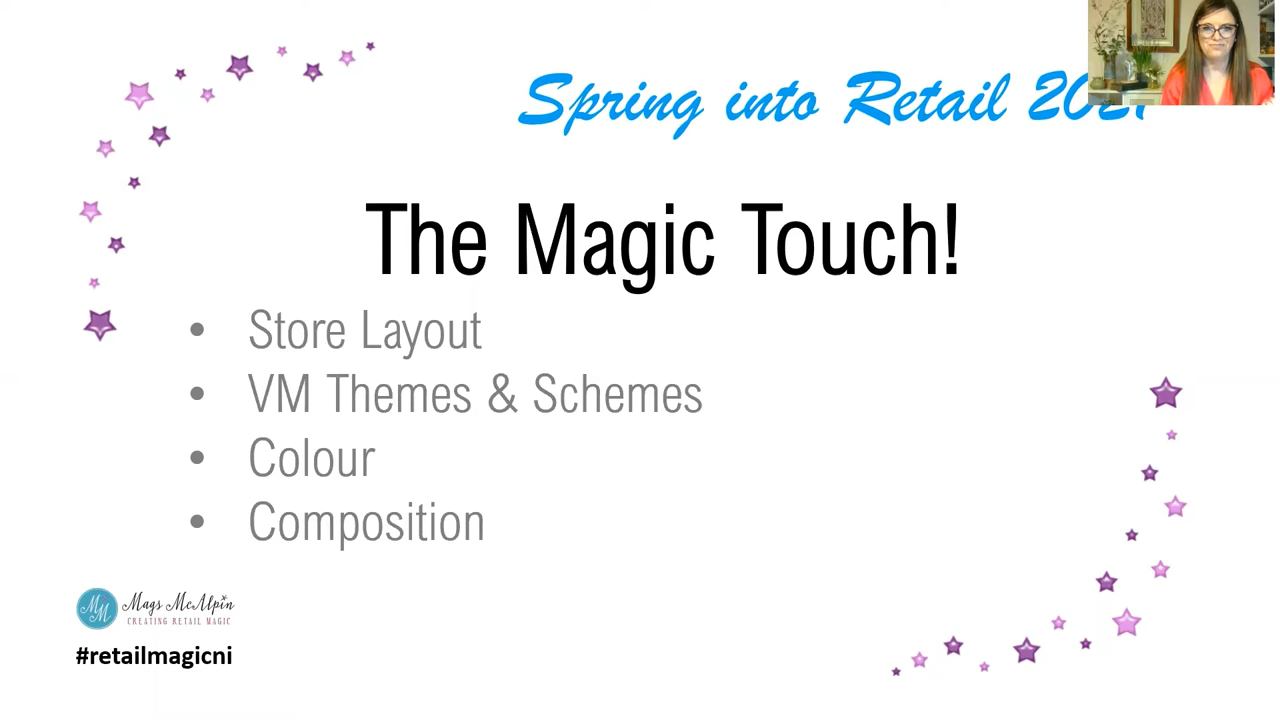 Spring into Retail
The Magic Touch!
• Store Layout
• VM Themes & Schemes
• Colour
• Composition
MM
Mags McAlpin
CREATING RETAIL MAGIC
#retailmagicni